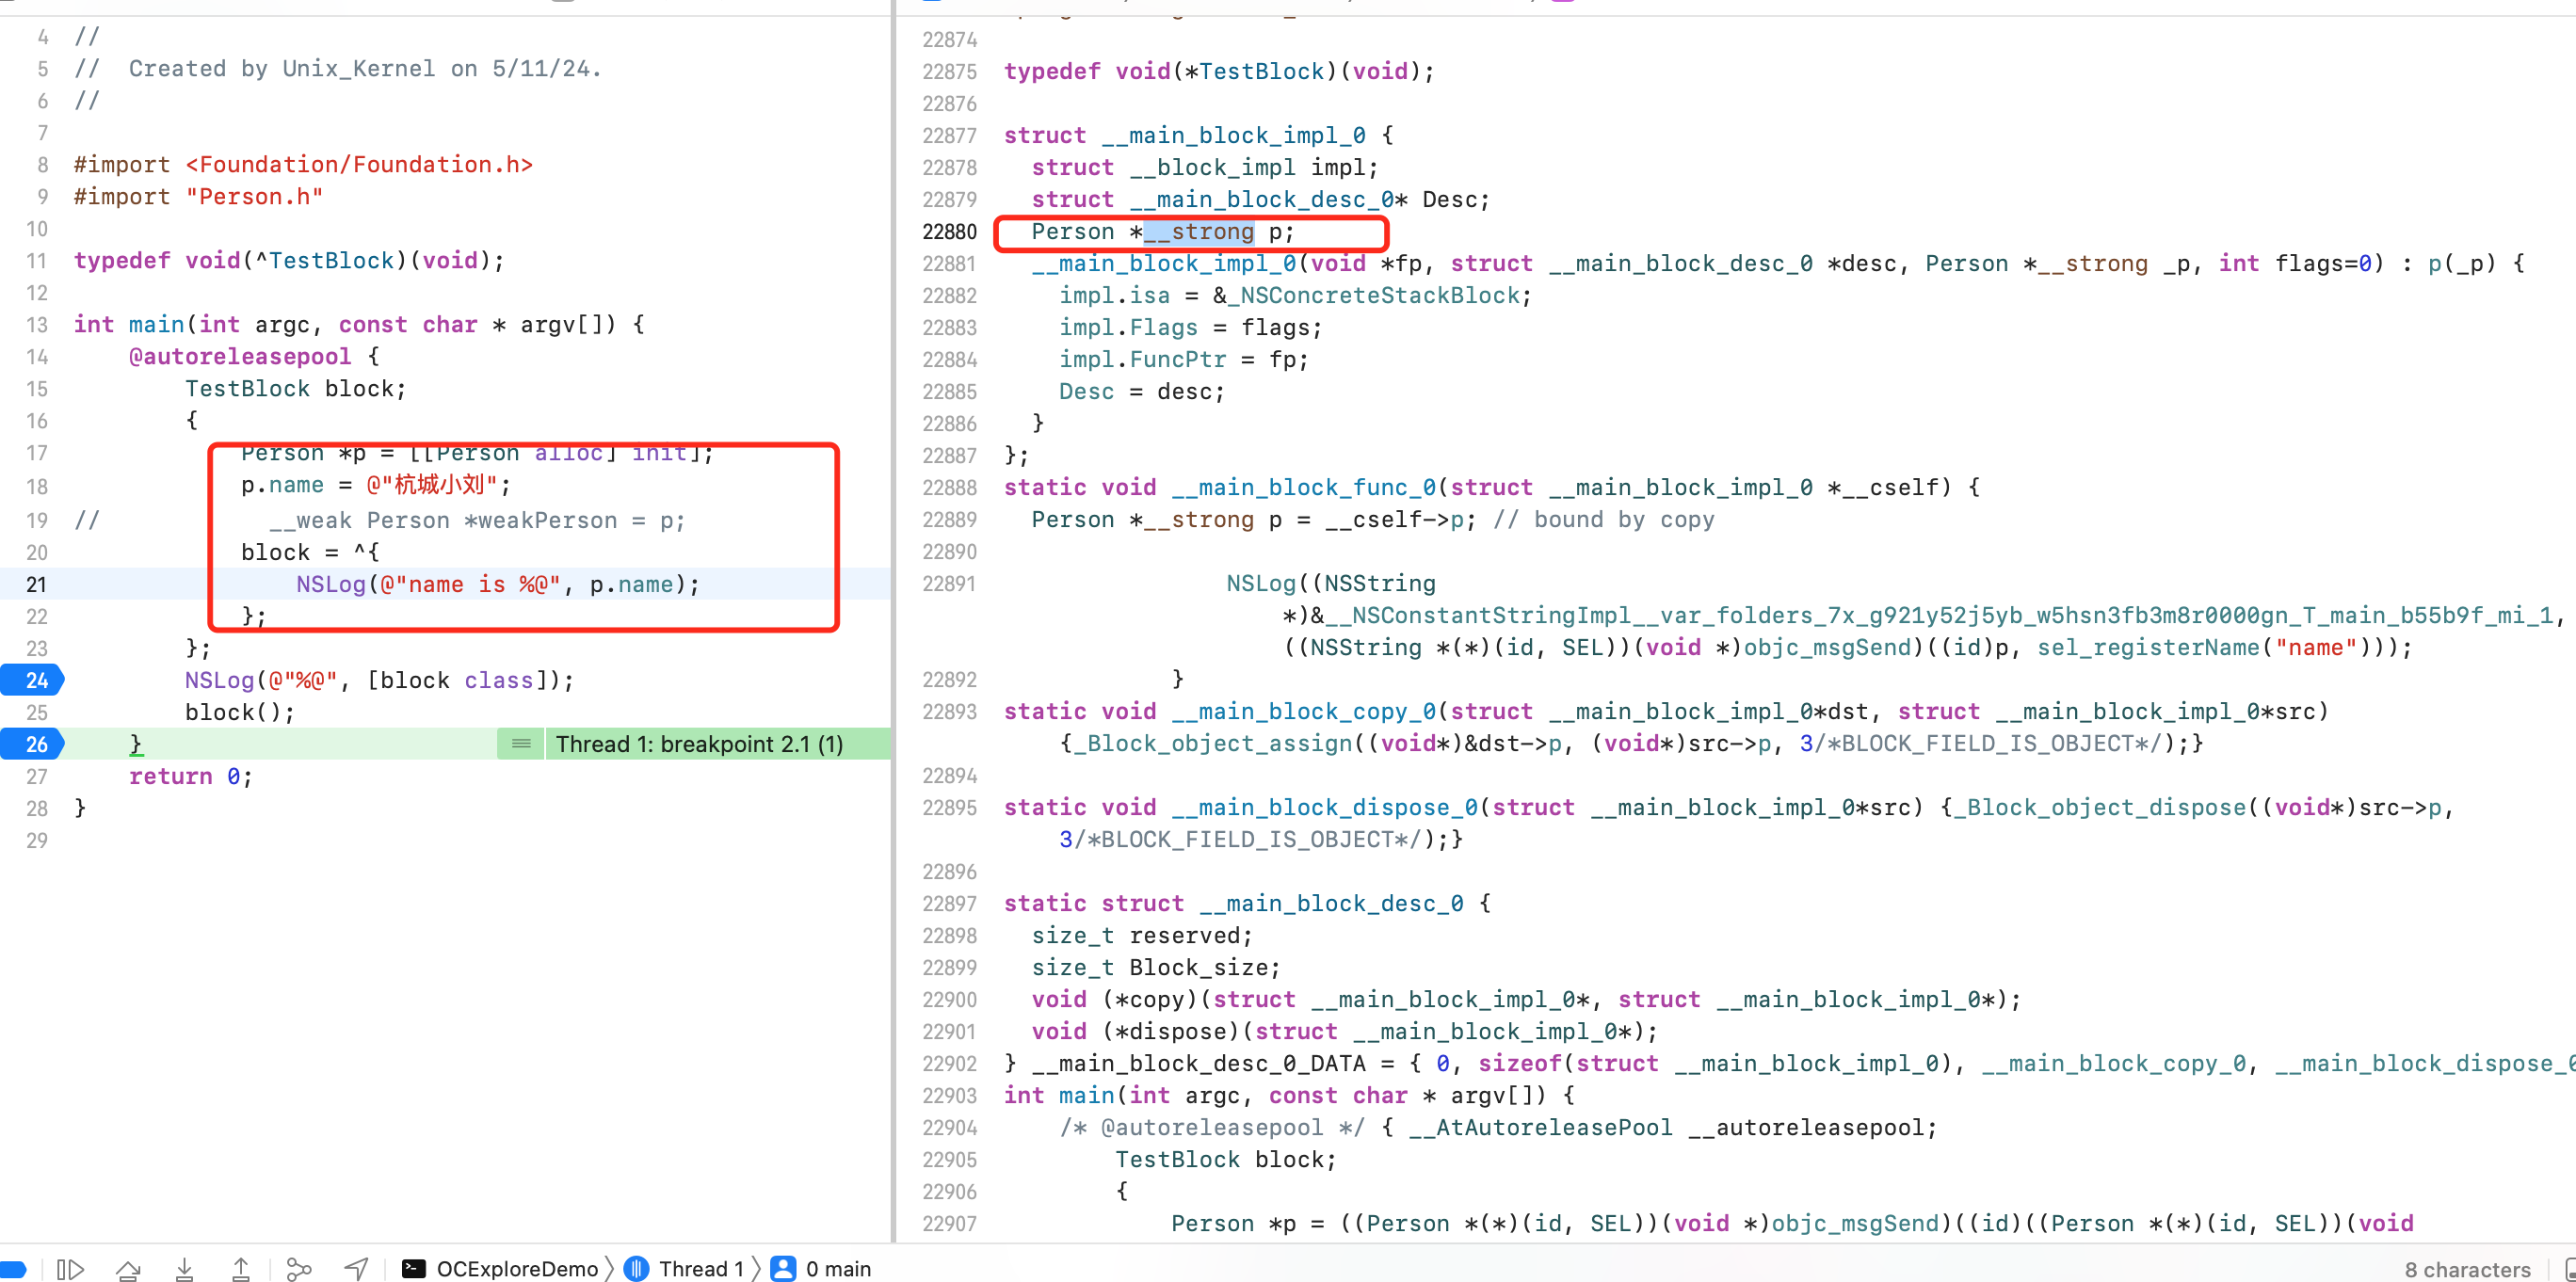 4 //
5 //  Created by Unix_Kernel on 5/11/24.
6 //
7
8 #import <Foundation/Foundation.h>
9 #import "Person.h"
10
11 typedef void(^TestBlock)(void);
12
13 int main(int argc, const char * argv[]) {
14     @autoreleasepool {
15         TestBlock block;
16         {
17             Person *p = [[Person alloc] init];
18             p.name = @"杭城小刘";
19 //            __weak Person *weakPerson = p;
20             block = ^{
21                 NSLog(@"name is %@", p.name);
22             };
23         };
24         NSLog(@"%@", [block class]);
25         block();
26     } Thread 1: breakpoint 2.1 (1)
27     return 0;
28 }
29
22874
22875 typedef void(*TestBlock)(void);
22876
22877 struct __main_block_impl_0 {
22878   struct __block_impl impl;
22879   struct __main_block_desc_0* Desc;
22880   Person *__strong p;
22881   __main_block_impl_0(void *fp, struct __main_block_desc_0 *desc, Person *__strong _p, int flags=0) : p(_p) {
22882     impl.isa = &_NSConcreteStackBlock;
22883     impl.Flags = flags;
22884     impl.FuncPtr = fp;
22885     Desc = desc;
22886   }
22887 };
22888 static void __main_block_func_0(struct __main_block_impl_0 *__cself) {
22889   Person *__strong p = __cself->p; // bound by copy
22890
22891                 NSLog((NSString
*)&__NSConstantStringImpl__var_folders_7x_g921y52j5yb_w5hsn3fb3m8r0000gn_T_main_b55b9f_mi_1,
((NSString *(*)(id, SEL))(void *)objc_msgSend)((id)p, sel_registerName("name")));
22892             }
22893 static void __main_block_copy_0(struct __main_block_impl_0*dst, struct __main_block_impl_0*src)
{_Block_object_assign((void*)&dst->p, (void*)src->p, 3/*BLOCK_FIELD_IS_OBJECT*/);}
22894
22895 static void __main_block_dispose_0(struct __main_block_impl_0*src) {_Block_object_dispose((void*)src->p,
3/*BLOCK_FIELD_IS_OBJECT*/);}
22896
22897 static struct __main_block_desc_0 {
22898   size_t reserved;
22899   size_t Block_size;
22900   void (*copy)(struct __main_block_impl_0*, struct __main_block_impl_0*);
22901   void (*dispose)(struct __main_block_impl_0*);
22902 } __main_block_desc_0_DATA = { 0, sizeof(struct __main_block_impl_0), __main_block_copy_0, __main_block_dispose_0
22903 int main(int argc, const char * argv[]) {
22904     /* @autoreleasepool */ { __AtAutoreleasePool __autoreleasepool;
22905         TestBlock block;
22906         {
22907             Person *p = ((Person *(*)(id, SEL))(void *)objc_msgSend)((id)((Person *(*)(id, SEL))(void
OCExploreDemo Thread 1 0 main
8 characters